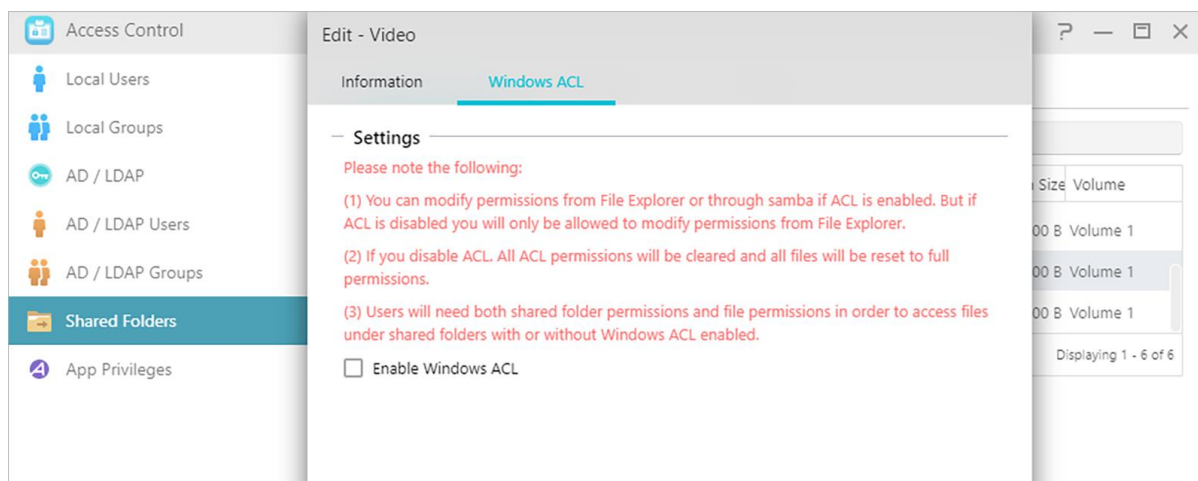 Access Control
Local Users
Local Groups
AD / LDAP
AD / LDAP Users
AD / LDAP Groups
Shared Folders
App Privileges
Edit - Video
Information
Windows ACL
Settings
Please note the following:
(1) You can modify permissions from File Explorer or through samba if ACL is enabled. But if
ACL is disabled you will only be allowed to modify permissions from File Explorer.
(2) If you disable ACL. All ACL permissions will be cleared and all files will be reset to full
permissions.
(3) Users will need both shared folder permissions and file permissions in order to access files
under shared folders with or without Windows ACL enabled.
Enable Windows ACL
Size Volume
00 B Volume 1
00 B Volume 1
00 B Volume 1
Displaying 1 - 6 of 6